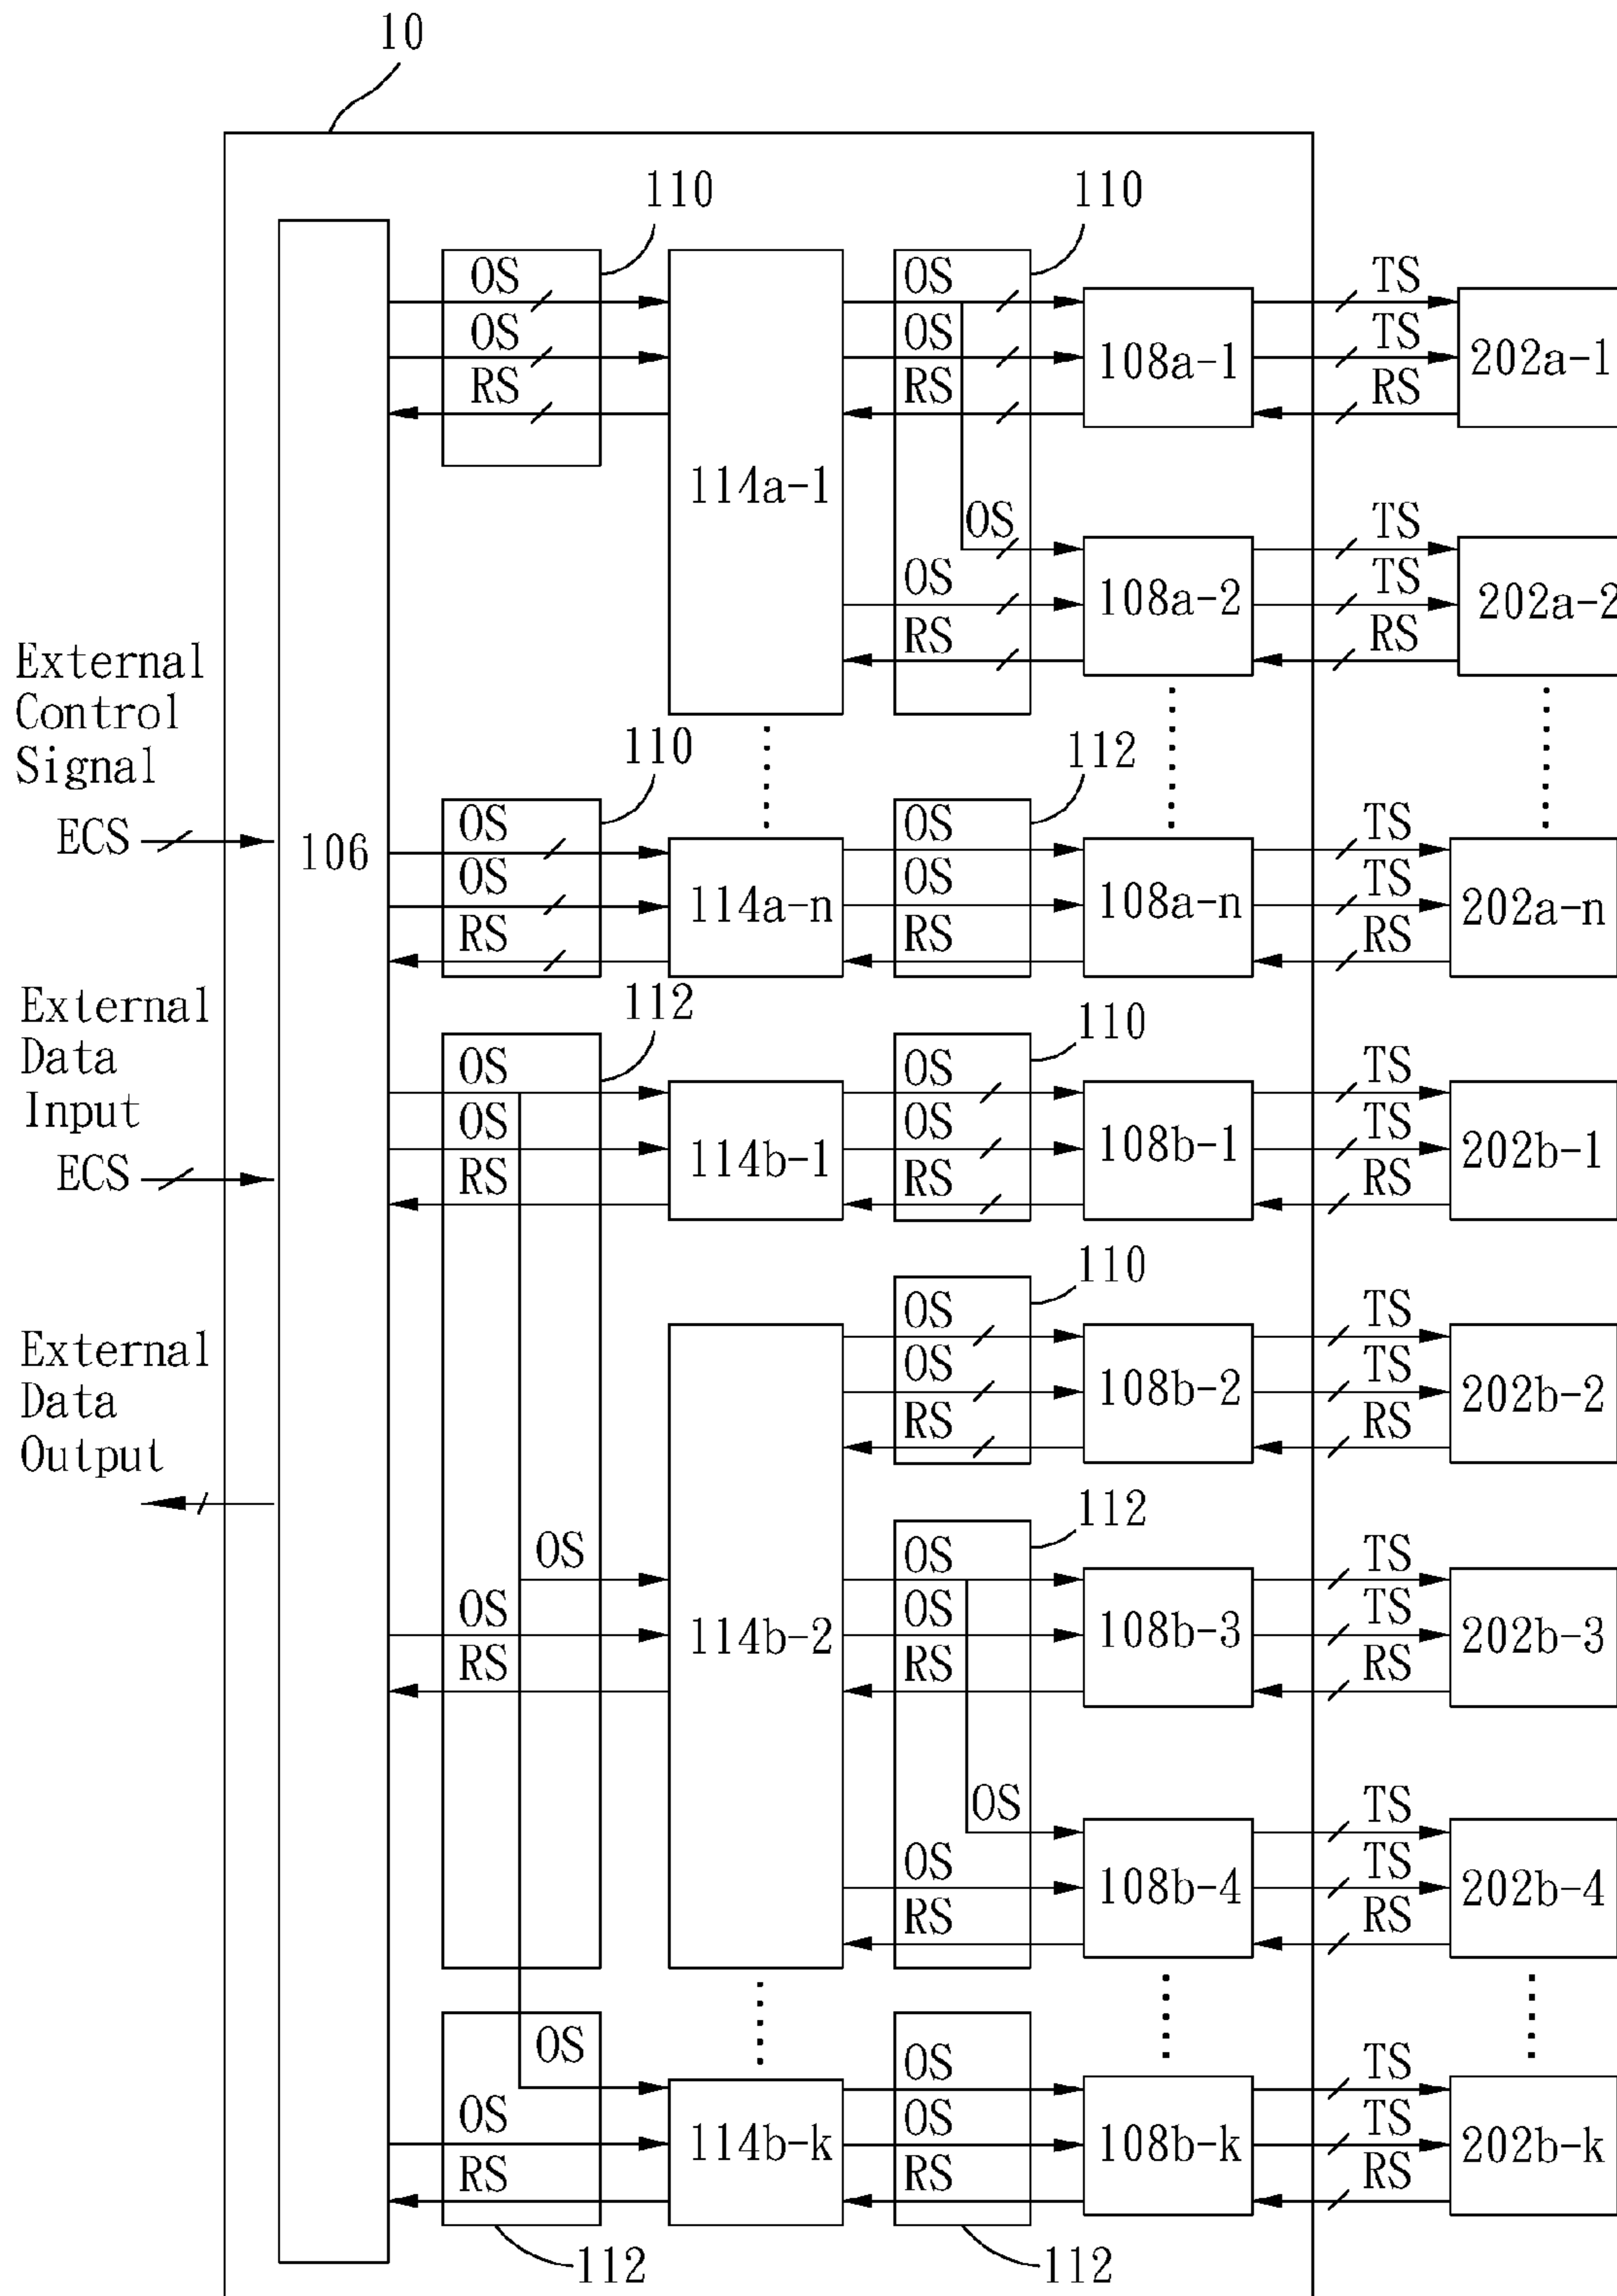 10
110
110
OS
OS
TS
OS
OS
TS
RS
RS
RS
108a-1
202a-1
114a-1
OS
TS
OS
TS
108a-2
202a-2
RS
RS
External
Control
Signal
110
112
ECS
106
OS
OS
TS
OS
OS
TS
114a-n
108a-n
202a-n
RS
RS
RS
External
Data
Input
112
110
OS
OS
TS
OS
OS
TS
ECS
114b-1
108b-1
202b-1
RS
RS
RS
110
OS
TS
External
Data
Output
OS
TS
108b-2
202b-2
RS
RS
112
OS
OS
TS
OS
OS
TS
114b-2
108b-3
202b-3
RS
RS
RS
OS
TS
OS
TS
108b-4
202b-4
RS
RS
OS
OS
TS
OS
OS
TS
114b-k
108b-k
202b-k
RS
RS
RS
112
112